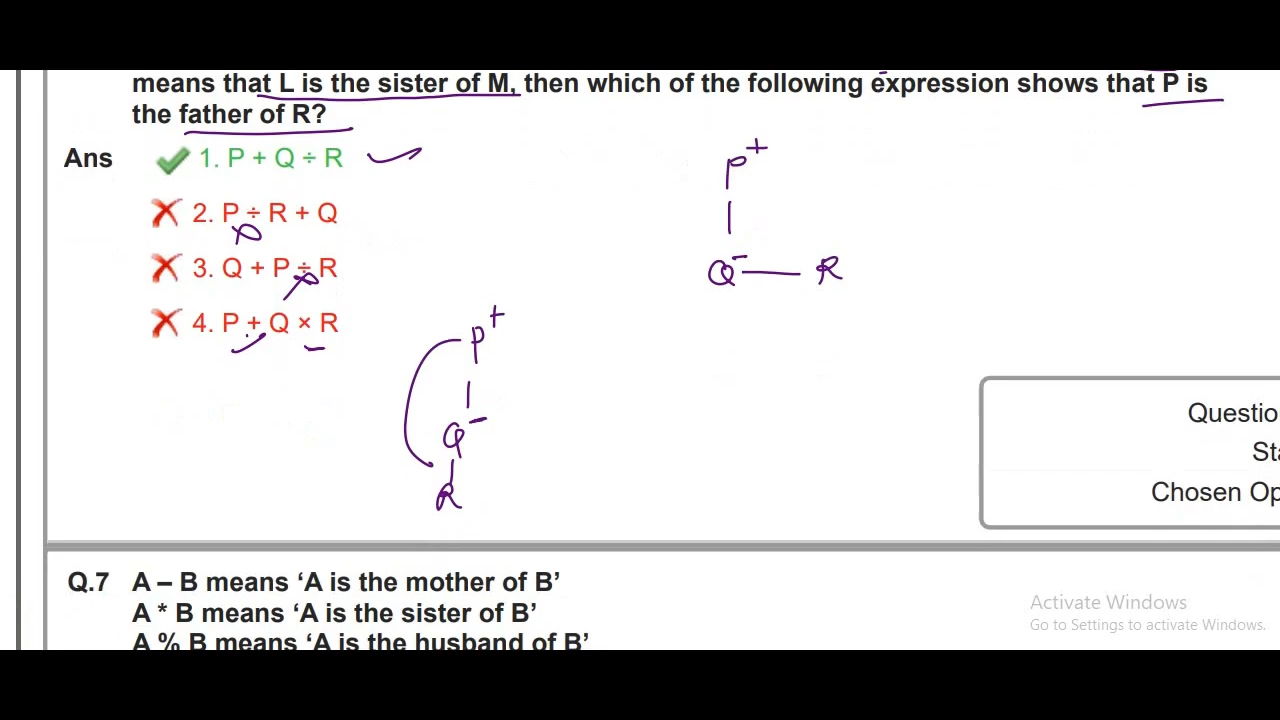 means that L is the sister of M, then which of the following expression shows that P is
the father of R?
Ans
1. P + Q ÷ R
2. P ÷ R + Q
3. Q + P ÷ R
4. P + Q × R
P +
Q - R
P +
Q -
R
Questio
Sta
Chosen Op
Q.7 A – B means ‘A is the mother of B’
A * B means ‘A is the sister of B’
A % B means ‘A is the husband of B’
Activate Windows
Go to Settings to activate Windows.